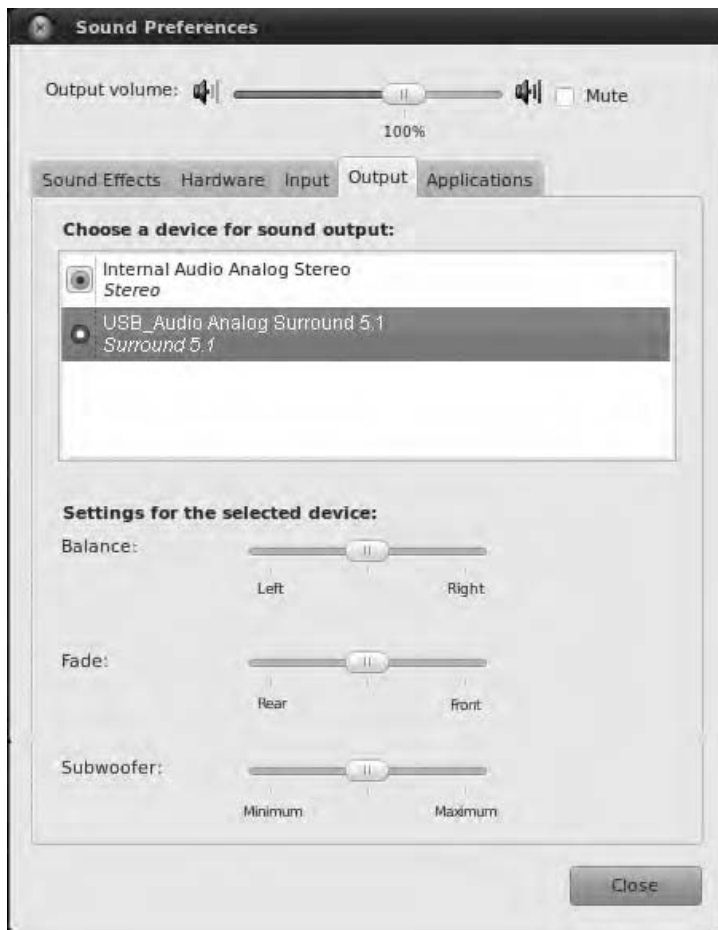 Sound Preferences
Output volume:
Mute
100%
Sound Effects Hardware Input Output Applications
Choose a device for sound output:
Internal Audio Analog Stereo
Stereo
USB_Audio Analog Surround 5.1
Surround 5.1
Settings for the selected device:
Balance:
Left Right
Fade:
Rear Front
Subwoofer:
Minimum Maximum
Close